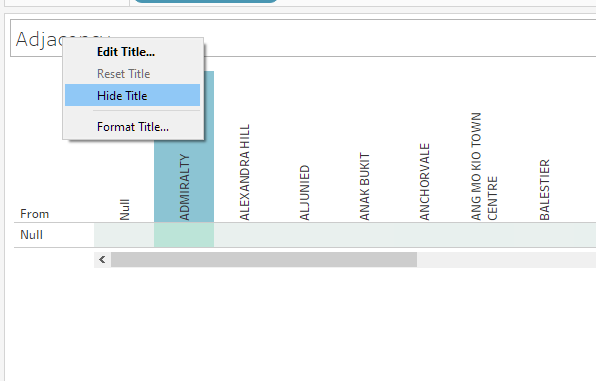 Adjacency
Edit Title...
Reset Title
Hide Title
Format Title...
From
Null
ADMIRALTY
ALEXANDRA HILL
ALJUNIED
ANAK BUKIT
ANCHORVALE
ANG MO KIO TOWN
CENTRE
BALESTIER
Null